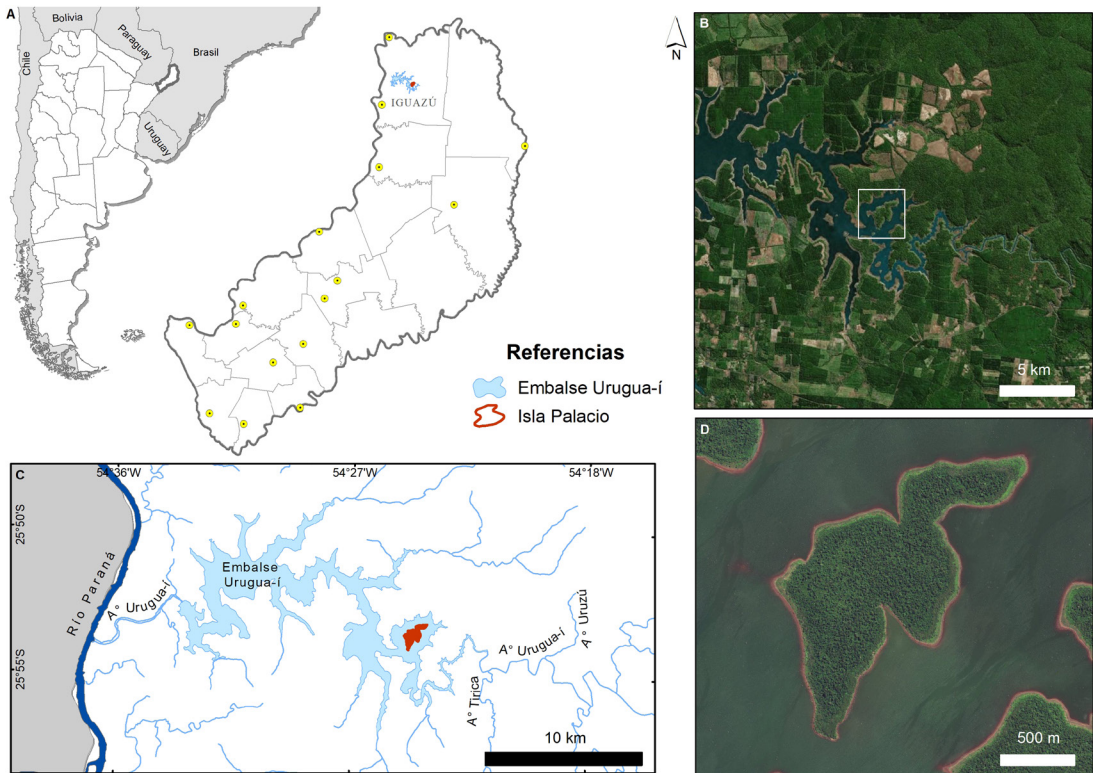 A
Bolivia
Paraguay
Brasil
Chile
Uruguay
IGUAZÚ
Referencias
Embalse Urugua-í
Isla Palacio
N
B
5 km
C
54°36'W
54°27'W
54°18'W
25°50'S
25°55'S
Río Paraná
A° Urugua-í
Embalse
Urugua-í
A° Urugua-í
A° Uruzú
A° Tirica
10 km
D
500 m